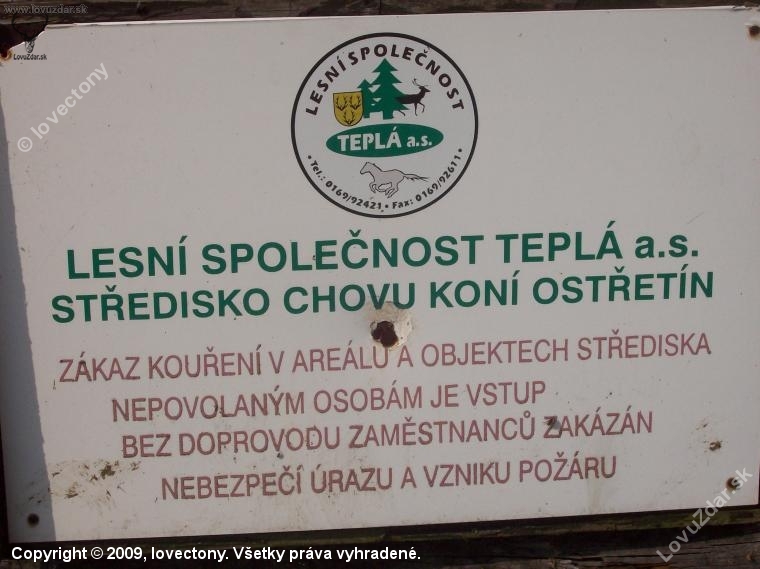 www.lovuzdar.sk
LovuZdar.sk
© lovectony
LESNÍ SPOLEČNOST
TEPLÁ a.s.
• Tel.: 0169/92421 • Fax: 0169/92611 •
LESNÍ SPOLEČNOST TEPLÁ a.s.
STŘEDISKO CHOVU KONÍ OSTŘETÍN
ZÁKAZ KOUŘENÍ V AREÁLU A OBJEKTECH STŘEDISKA
NEPOVOLANÝM OSOBÁM JE VSTUP
BEZ DOPROVODU ZAMĚSTNANCŮ ZAKÁZÁN
NEBEZPEČÍ ÚRAZU A VZNIKU POŽÁRU
LovuZdar.sk
Copyright © 2009, lovectony. Všetky práva vyhradené.